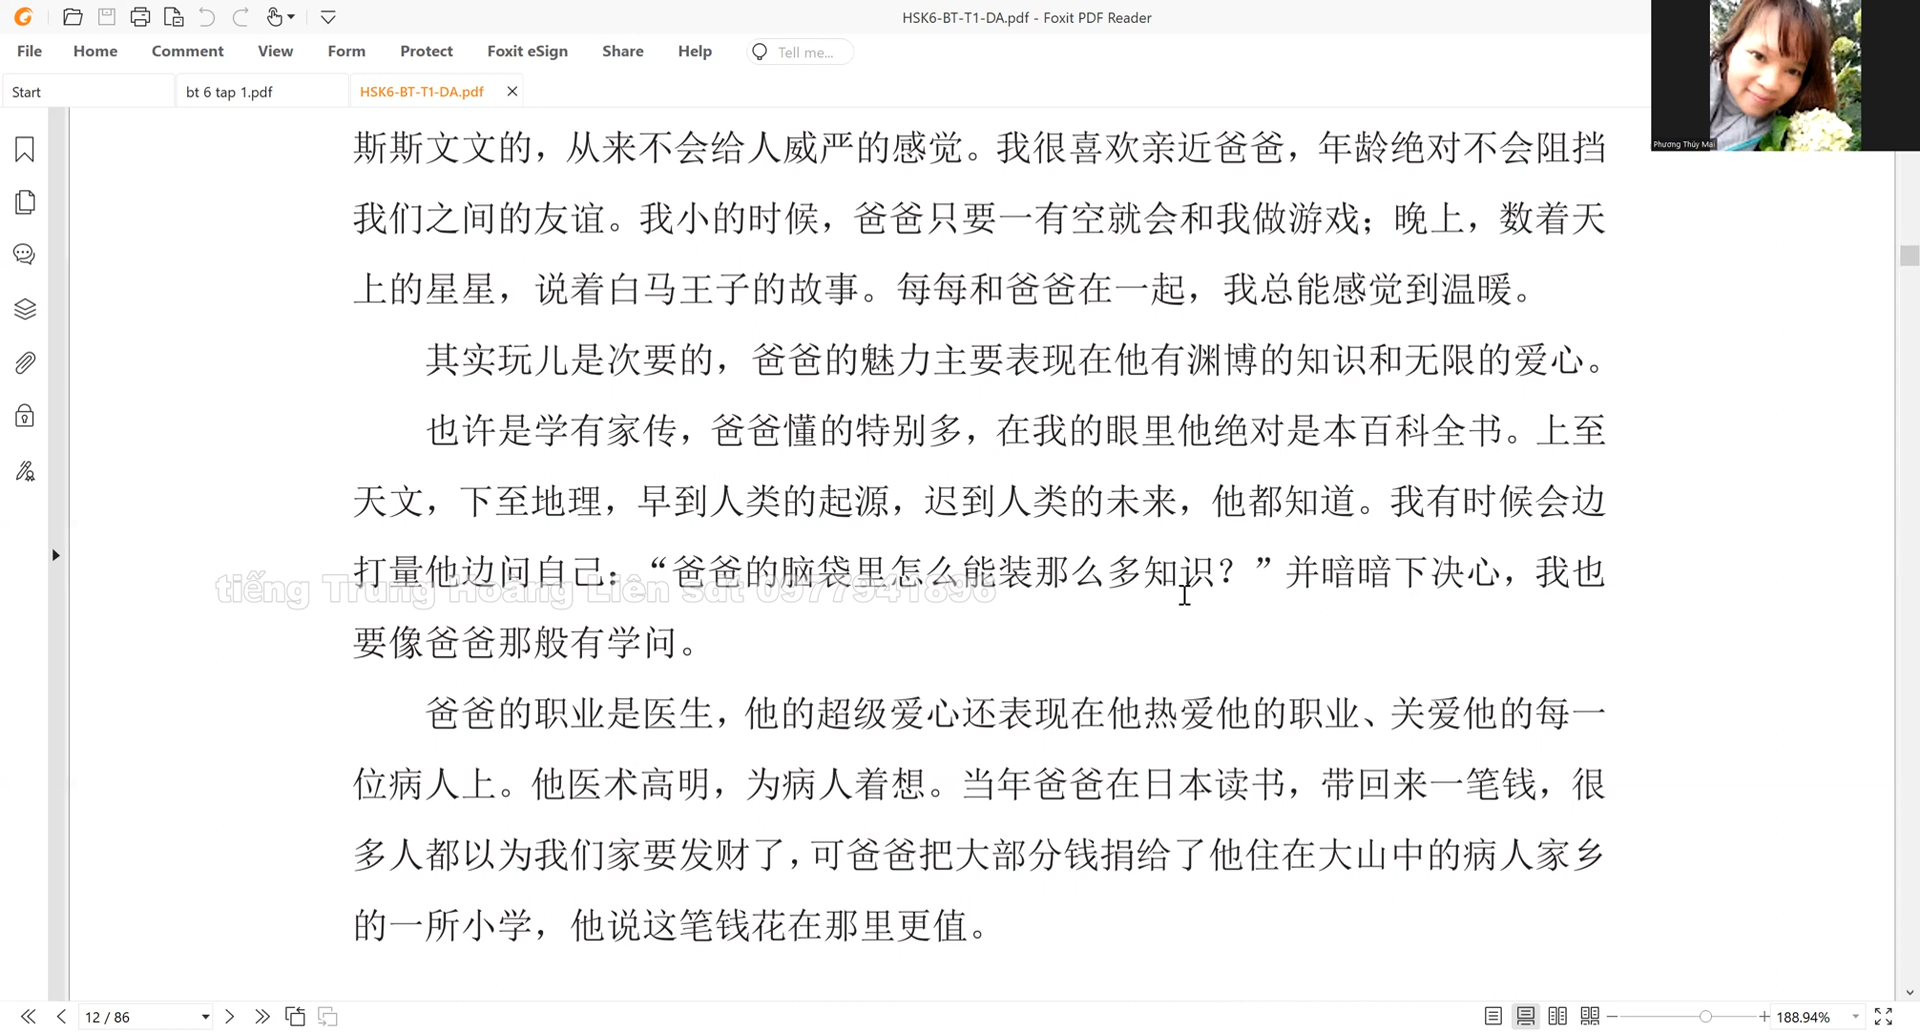 HSK6-BT-T1-DA.pdf - Foxit PDF Reader
File Home Comment View Form Protect Foxit eSign Share Help Tell me...
Start bt 6 tap 1.pdf HSK6-BT-T1-DA.pdf
Phương Thúy Mai
斯斯文文的，从来不会给人威严的感觉。我很喜欢亲近爸爸，年龄绝对不会阻挡
我们之间的友谊。我小的时候，爸爸只要一有空就会和我做游戏；晚上，数着天
上的星星，说着白马王子的故事。每每和爸爸在一起，我总能感觉到温暖。
其实玩儿是次要的，爸爸的魅力主要表现在他有渊博的知识和无限的爱心。
也许是学有家传，爸爸懂的特别多，在我的眼里他绝对是本百科全书。上至
天文，下至地理，早到人类的起源，迟到人类的未来，他都知道。我有时候会边
打量他边问自己：“爸爸的脑袋里怎么能装那么多知识？”并暗暗下决心，我也
tiếng Trung Hoàng Liên sđt 0977941896
要像爸爸那般有学问。
爸爸的职业是医生，他的超级爱心还表现在他热爱他的职业、关爱他的每一
位病人上。他医术高明，为病人着想。当年爸爸在日本读书，带回来一笔钱，很
多人都以为我们家要发财了，可爸爸把大部分钱捐给了他住在大山中的病人家乡
的一所小学，他说这笔钱花在那里更值。
12 / 86 188.94%